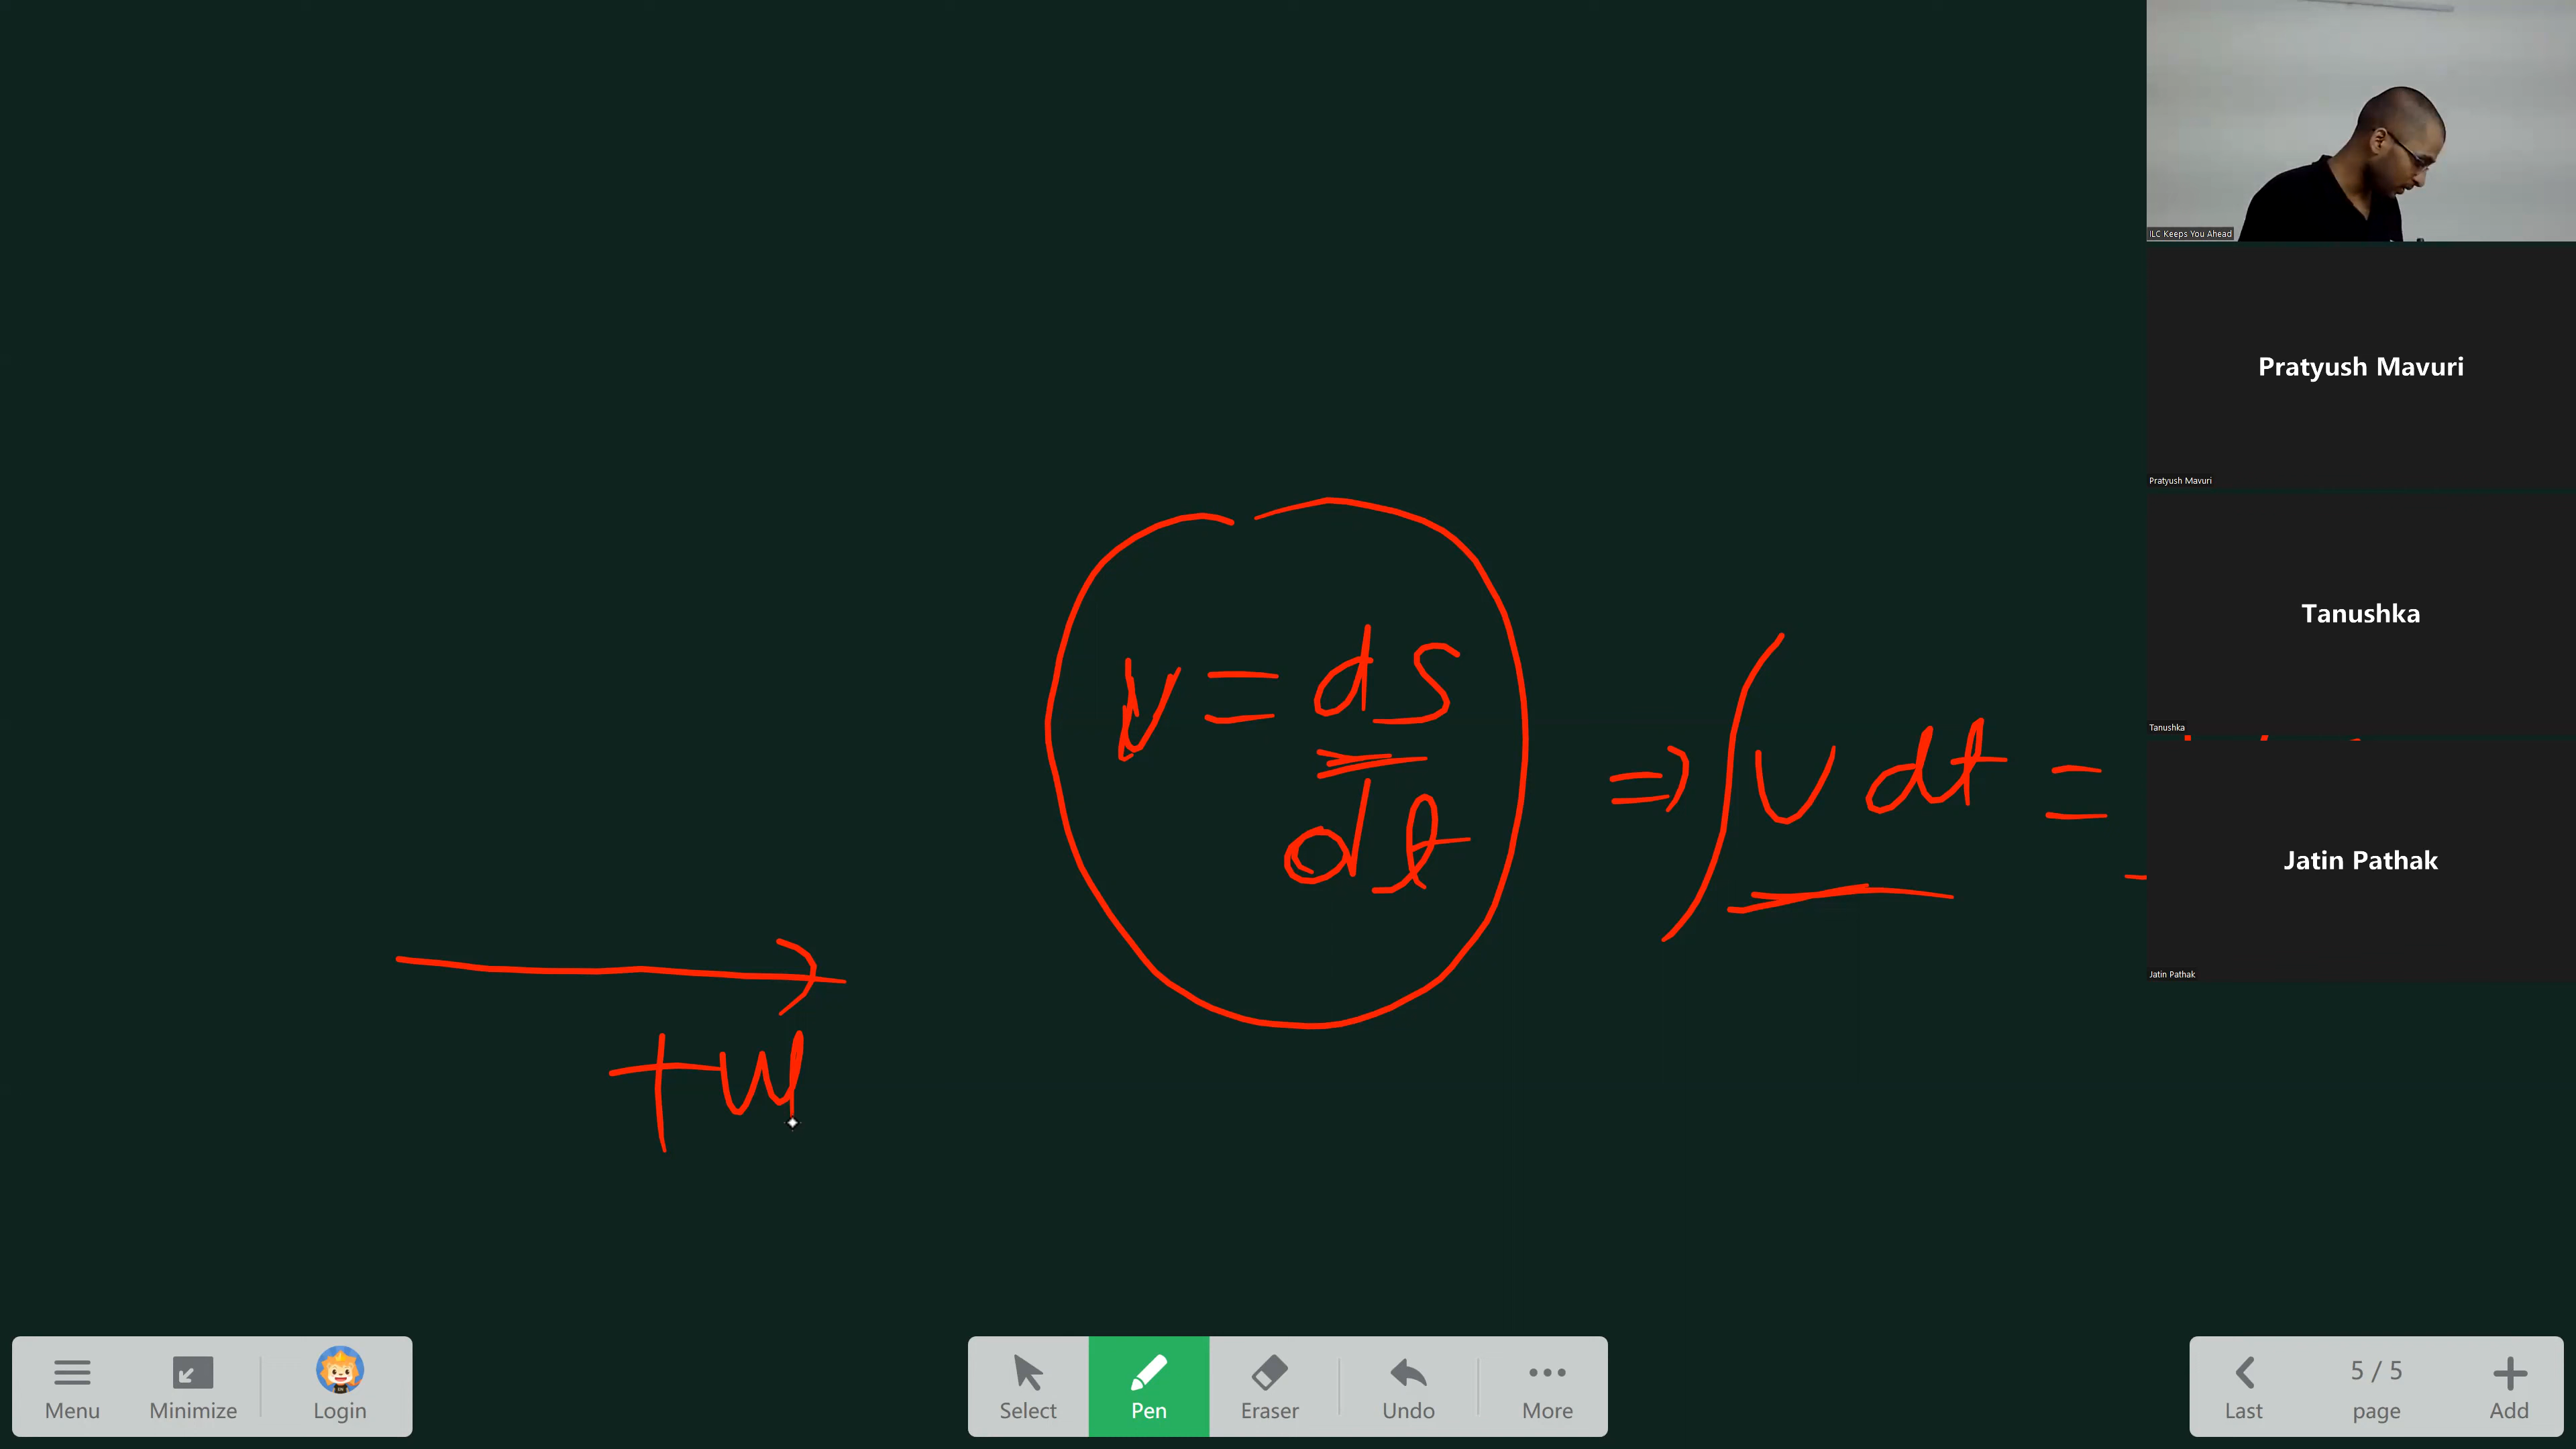 ILC Keeps You Ahead
Pratyush Mavuri
Pratyush Mavuri
Tanushka
Tanushka
Jatin Pathak
Jatin Pathak
v = ds
dt
⇒ ∫v dt =
Menu
Minimize
Login
Select
Pen
Eraser
Undo
More
Last
5 / 5
page
Add